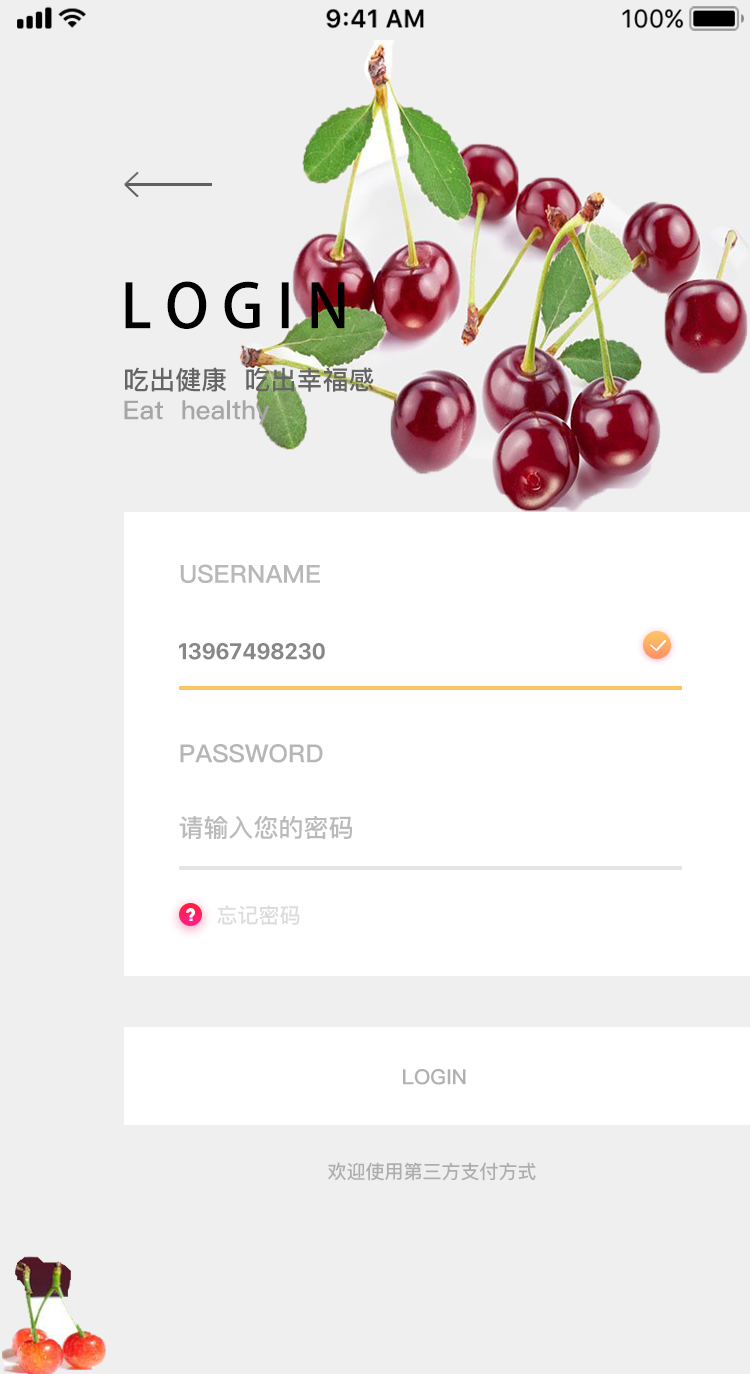 9:41 AM 100%
LOGIN
吃出健康 吃出幸福感
Eat healthy
USERNAME
13967498230
PASSWORD
请输入您的密码
? 忘记密码
LOGIN
欢迎使用第三方支付方式